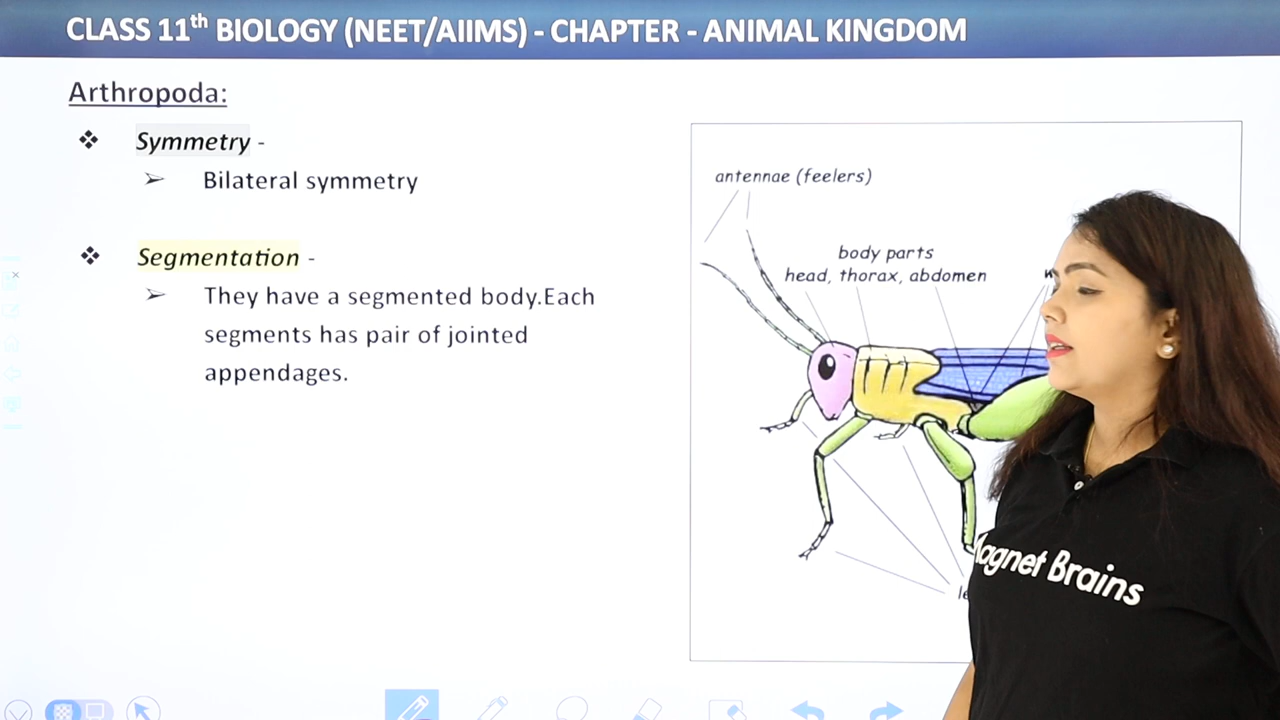 CLASS 11th BIOLOGY (NEET/AIIMS) - CHAPTER - ANIMAL KINGDOM
Arthropoda:
❖ Symmetry -
➢ Bilateral symmetry
❖ Segmentation -
➢ They have a segmented body.Each
segments has pair of jointed
appendages.
antennae (feelers)
body parts
head, thorax, abdomen
Magnet Brains